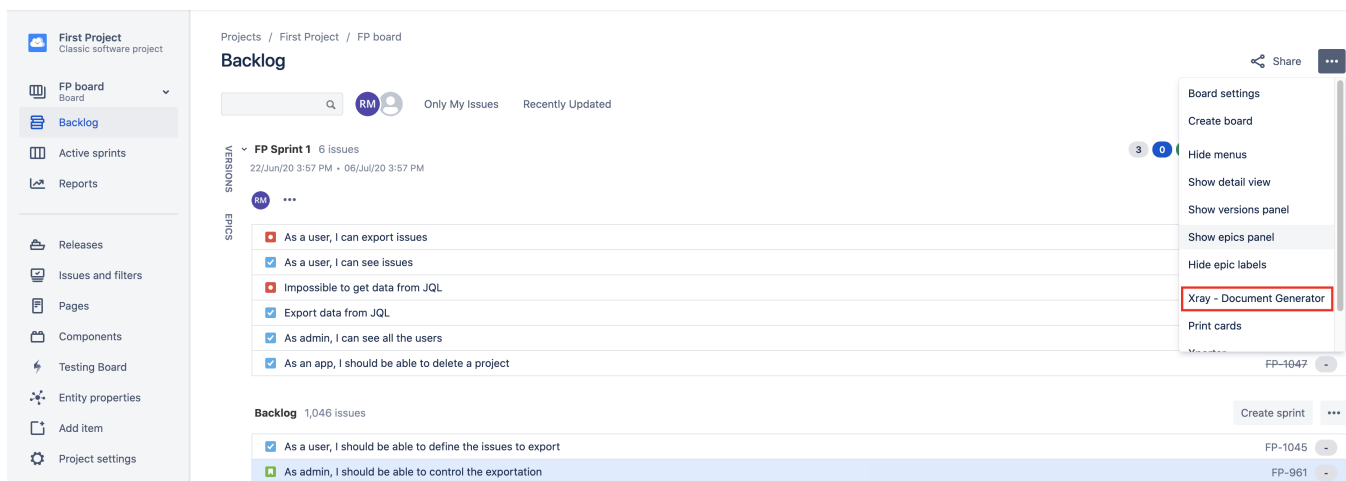 First Project
Classic software project
FP board
Board
Backlog
Active sprints
Reports
Releases
Issues and filters
Pages
Components
Testing Board
Entity properties
Add item
Project settings
Projects / First Project / FP board
Backlog
Share
RM
Only My Issues
Recently Updated
VERSIONS
EPICS
FP Sprint 1 6 issues
3 0
22/Jun/20 3:57 PM • 06/Jul/20 3:57 PM
RM
As a user, I can export issues
As a user, I can see issues
Impossible to get data from JQL
Export data from JQL
As admin, I can see all the users
As an app, I should be able to delete a project
FP-1047 -
Board settings
Create board
Hide menus
Show detail view
Show versions panel
Show epics panel
Hide epic labels
Xray - Document Generator
Print cards
Backlog 1,046 issues
Create sprint
As a user, I should be able to define the issues to export
FP-1045 -
As admin, I should be able to control the exportation
FP-961 -